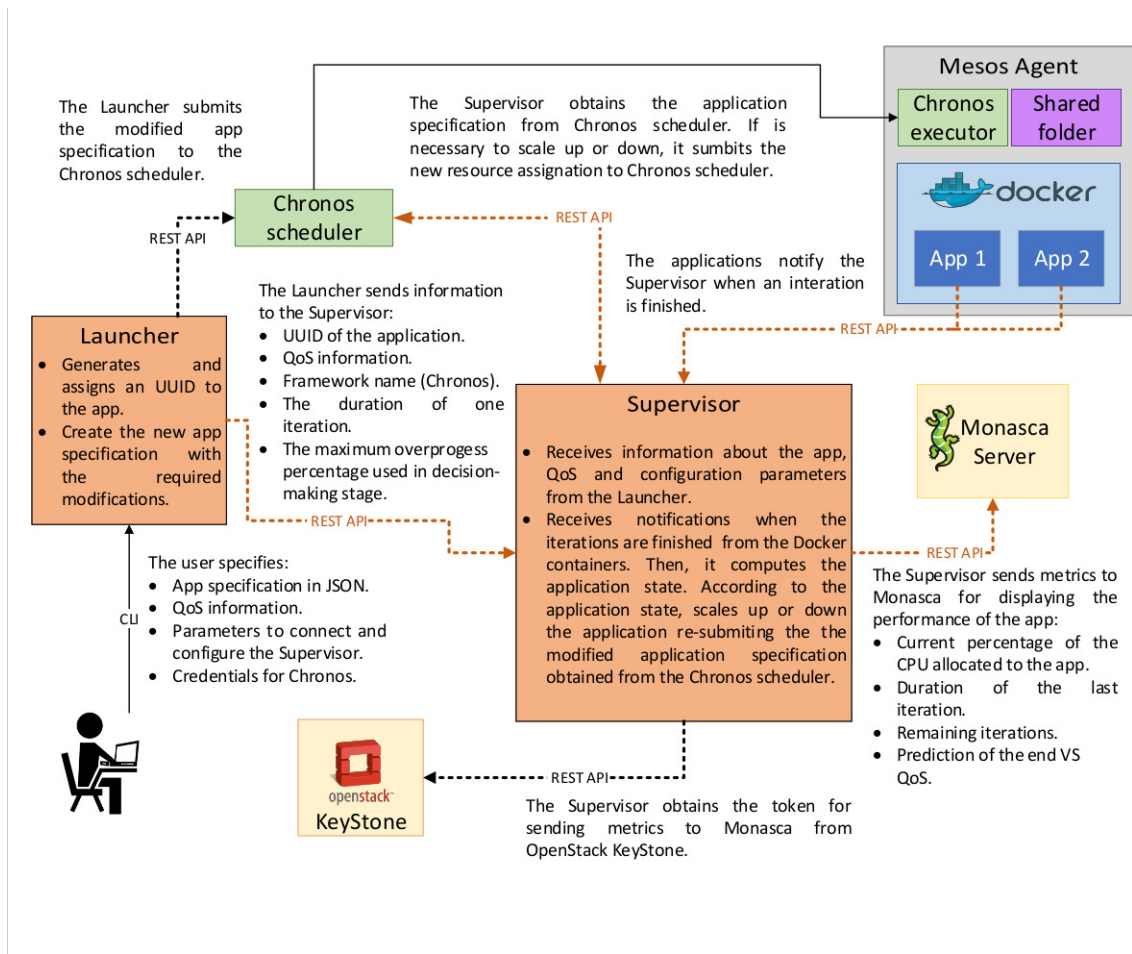 Mesos Agent
Chronos
executor
Shared
folder
docker
App 1
App 2
The Launcher submits
the modified app
specification to the
Chronos scheduler.
The Supervisor obtains the application
specification from Chronos scheduler. If is
necessary to scale up or down, it sumbits the
new resource assignation to Chronos scheduler.
Chronos
scheduler
REST API
REST API
The applications notify the
Supervisor when an interation
is finished.
REST API
The Launcher sends information
to the Supervisor:
• UUID of the application.
• QoS information.
• Framework name (Chronos).
• The duration of one
iteration.
• The maximum overprogess
percentage used in decision-
making stage.
REST API
Launcher
• Generates and
assigns an UUID to
the app.
• Create the new app
specification with
the required
modifications.
Supervisor
• Receives information about the app,
QoS and configuration parameters
from the Launcher.
• Receives notifications when the
iterations are finished from the Docker
containers. Then, it computes the
application state. According to the
application state, scales up or down
the application re-submiting the the
modified application specification
obtained from the Chronos scheduler.
Monasca
Server
REST API
The Supervisor sends metrics to
Monasca for displaying the
performance of the app:
• Current percentage of the
CPU allocated to the app.
• Duration of the last
iteration.
• Remaining iterations.
• Prediction of the end VS
QoS.
The user specifies:
• App specification in JSON.
• QoS information.
• Parameters to connect and
configure the Supervisor.
• Credentials for Chronos.
CLI
openstack
KeyStone
REST API
The Supervisor obtains the token for
sending metrics to Monasca from
OpenStack KeyStone.